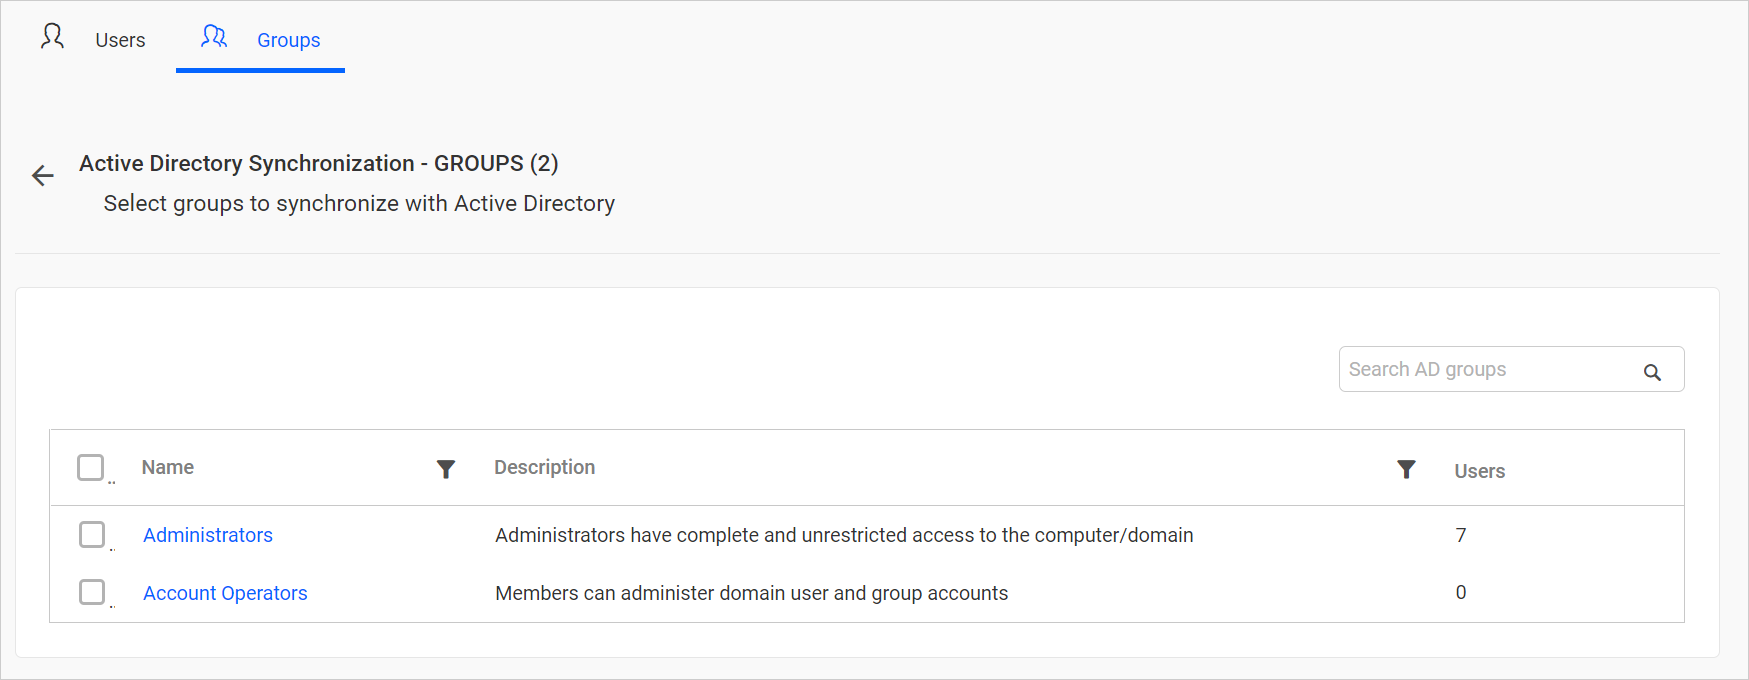 Users Groups
Active Directory Synchronization - GROUPS (2)
Select groups to synchronize with Active Directory
Search AD groups
.. Name Description Users
.. Administrators Administrators have complete and unrestricted access to the computer/domain 7
.. Account Operators Members can administer domain user and group accounts 0